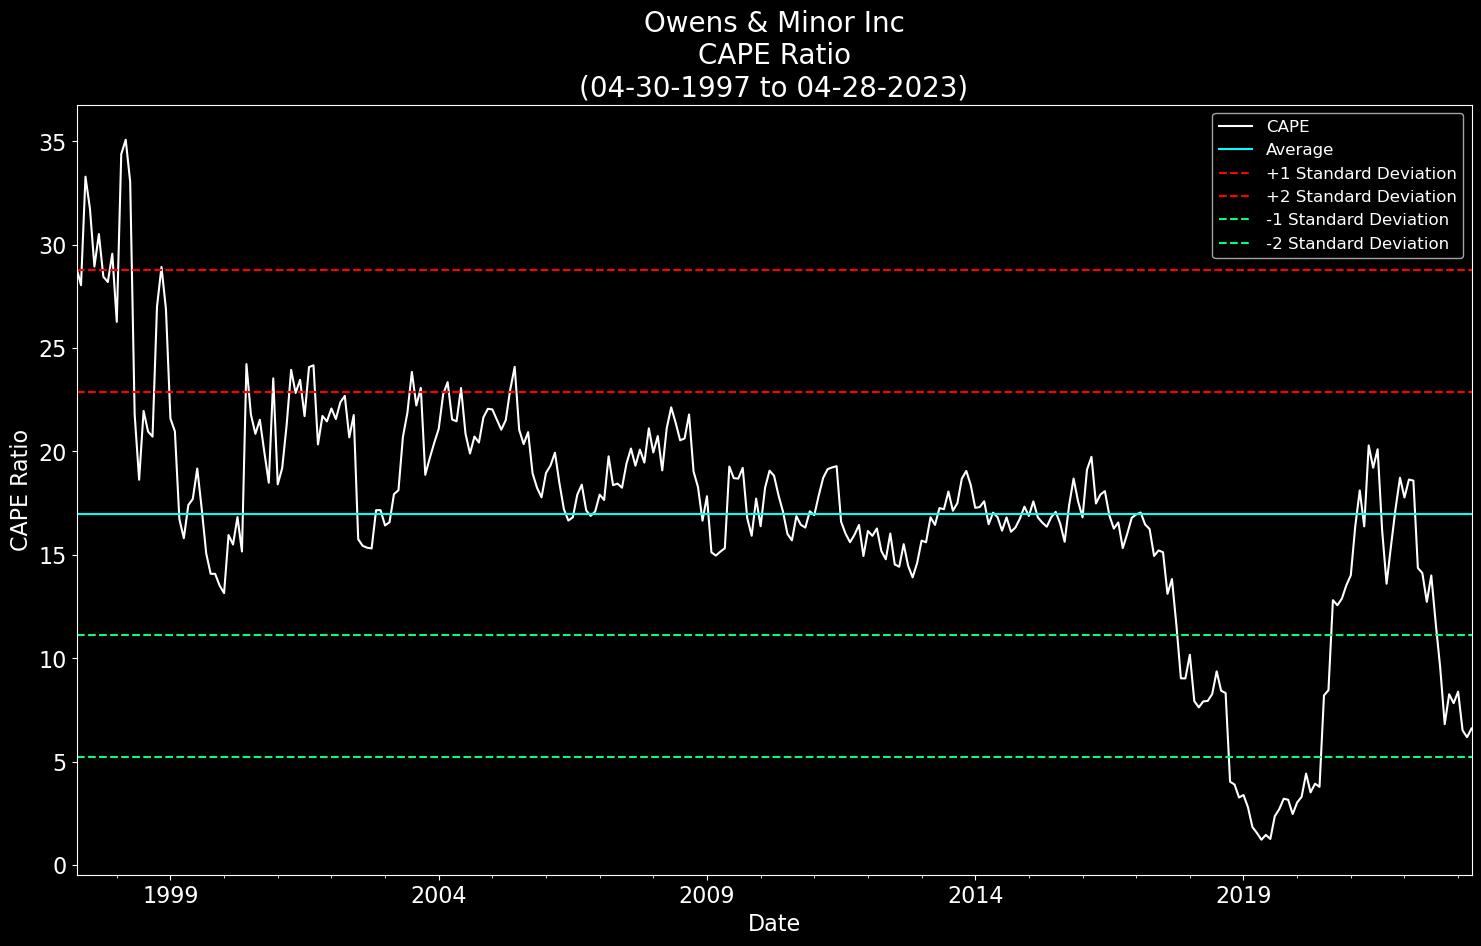 Owens & Minor Inc
CAPE Ratio
(04-30-1997 to 04-28-2023)
CAPE
Average
+1 Standard Deviation
+2 Standard Deviation
-1 Standard Deviation
-2 Standard Deviation
35
30
25
20
15
10
5
0
CAPE Ratio
1999
2004
2009
2014
2019
Date